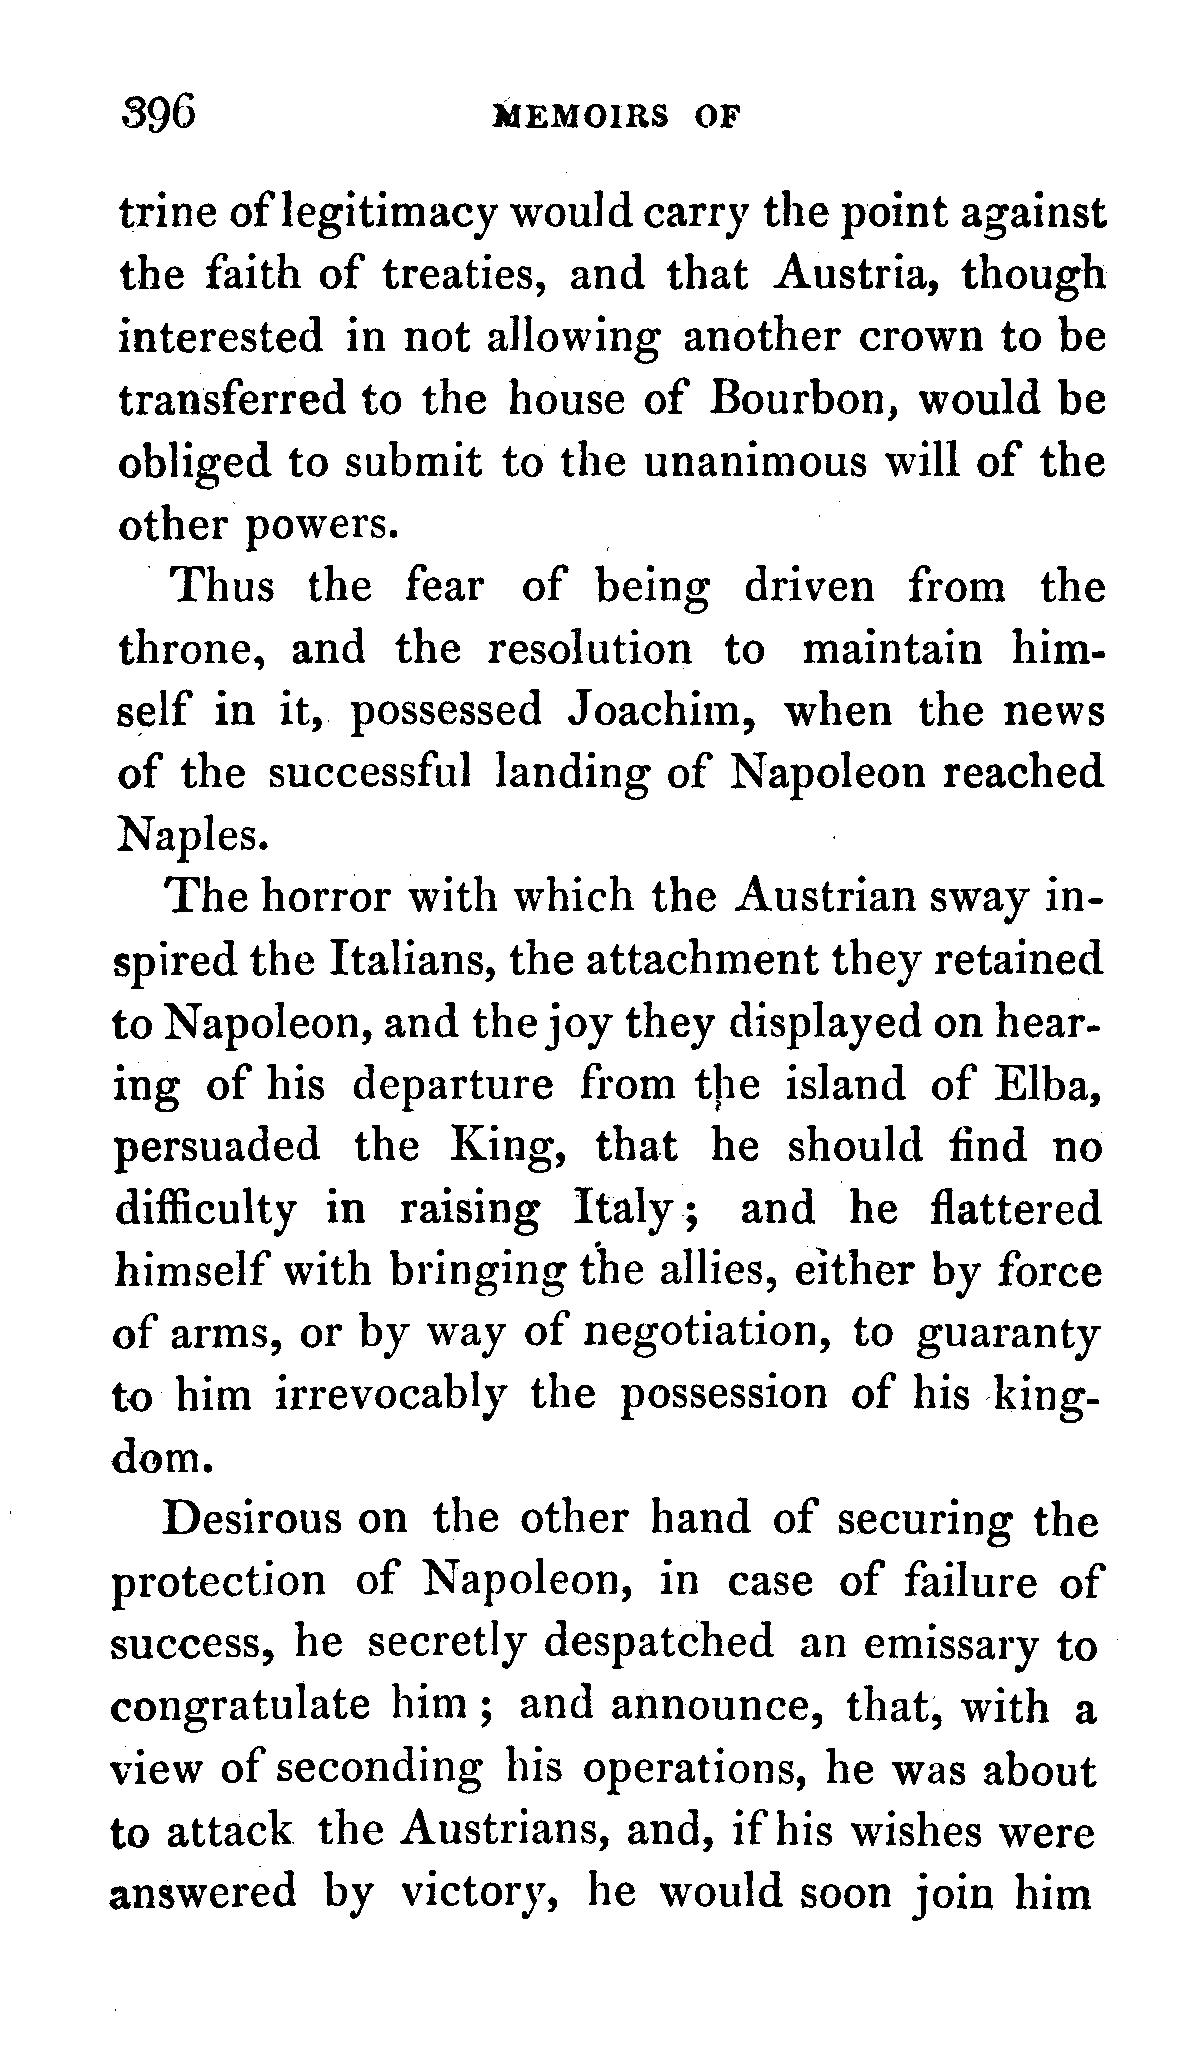 396 MEMOIRS OF
trine of legitimacy would carry the point against
the faith of treaties, and that Austria, though
interested in not allowing another crown to be
transferred to the house of Bourbon, would be
obliged to submit to the unanimous will of the
other powers.
Thus the fear of being driven from the
throne, and the resolution to maintain him-
self in it, possessed Joachim, when the news
of the successful landing of Napoleon reached
Naples.
The horror with which the Austrian sway in-
spired the Italians, the attachment they retained
to Napoleon, and the joy they displayed on hear-
ing of his departure from the island of Elba,
persuaded the King, that he should find no
difficulty in raising Italy; and he flattered
himself with bringing the allies, either by force
of arms, or by way of negotiation, to guaranty
to him irrevocably the possession of his king-
dom.
Desirous on the other hand of securing the
protection of Napoleon, in case of failure of
success, he secretly despatched an emissary to
congratulate him; and announce, that, with a
view of seconding his operations, he was about
to attack the Austrians, and, if his wishes were
answered by victory, he would soon join him